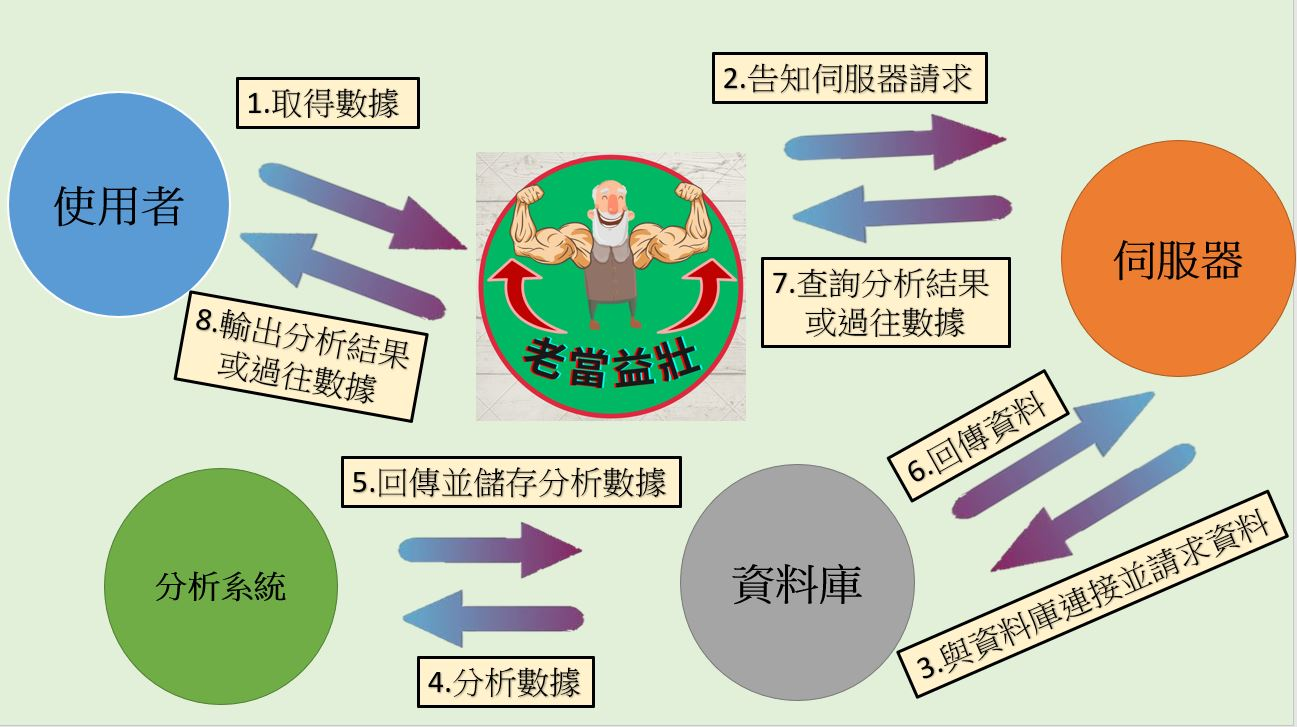 1.取得數據
2.告知伺服器請求
使用者
伺服器
老當益壯
7.查詢分析結果
或過往數據
8.輸出分析結果
或過往數據
6.回傳資料
5.回傳並儲存分析數據
3.與資料庫連接並請求資料
分析系統
資料庫
4.分析數據